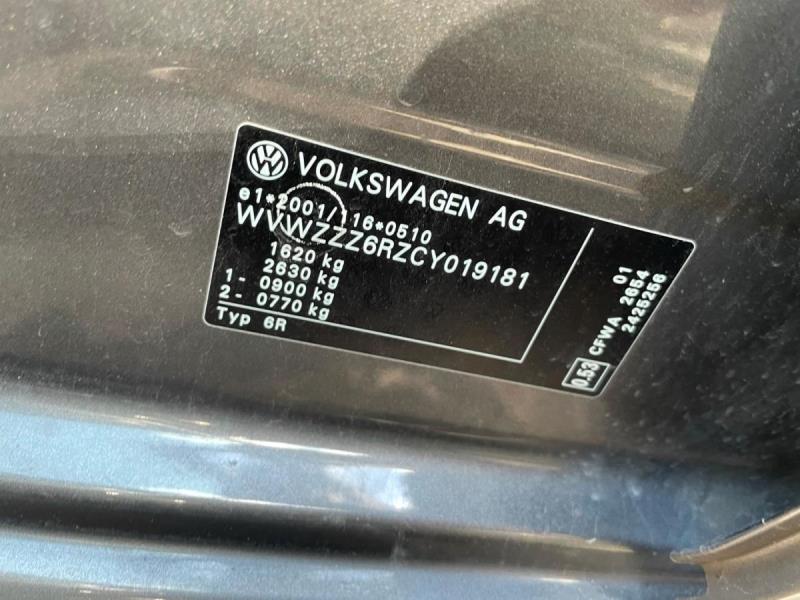 VOLKSWAGEN AG
e1*2001/116*0510
WVWZZZ6RZCY019181
1620 kg
2630 kg
1- 0900 kg
2- 0770 kg
Typ 6R
01
CFWA 2654
0.53 2425256